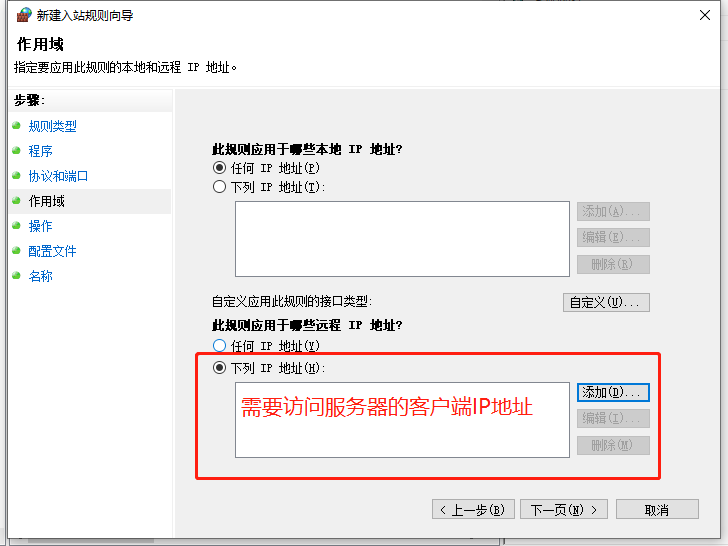 新建入站规则向导
作用域
指定要应用此规则的本地和远程 IP 地址。
步骤:
规则类型
程序
协议和端口
作用域
操作
配置文件
名称
此规则应用于哪些本地 IP 地址?
任何 IP 地址(P)
下列 IP 地址(T):
添加(A)...
编辑(E)...
删除(R)
自定义应用此规则的接口类型:
自定义(U)...
此规则应用于哪些远程 IP 地址?
任何 IP 地址(Y)
下列 IP 地址(H):
需要访问服务器的客户端IP地址
添加(D)...
编辑(I)...
删除(M)
< 上一步(B)
下一页(N) >
取消